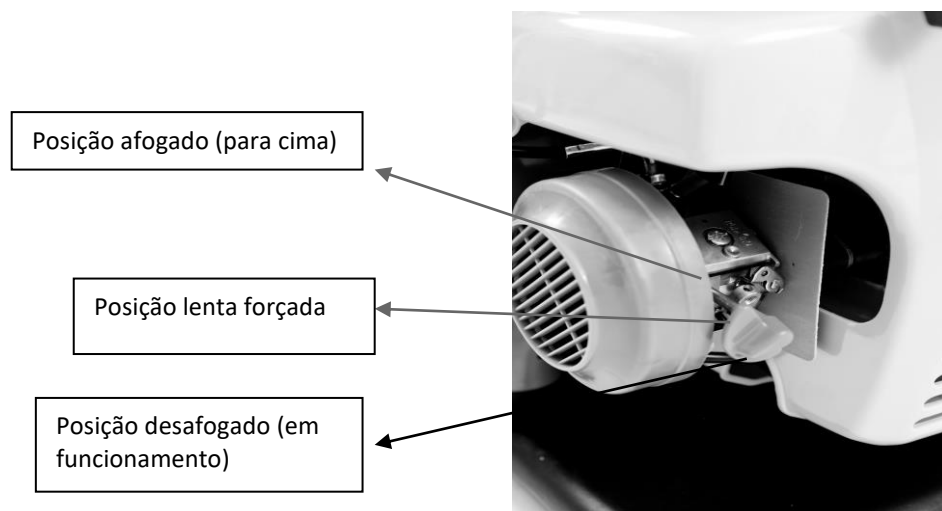 Posição afogado (para cima)
Posição lenta forçada
Posição desafogado (em
funcionamento)